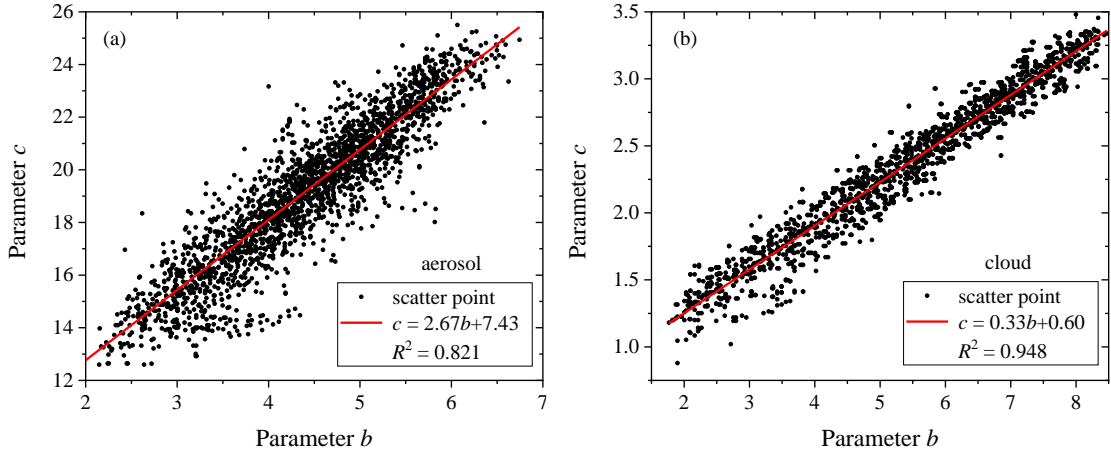 (a)
26
24
22
20
18
16
14
12
Parameter c
aerosol
scatter point
c = 2.67b+7.43
R² = 0.821
2 3 4 5 6 7
Parameter b
(b)
3.5
3.0
2.5
2.0
1.5
1.0
Parameter c
cloud
scatter point
c = 0.33b+0.60
R² = 0.948
2 3 4 5 6 7 8
Parameter b